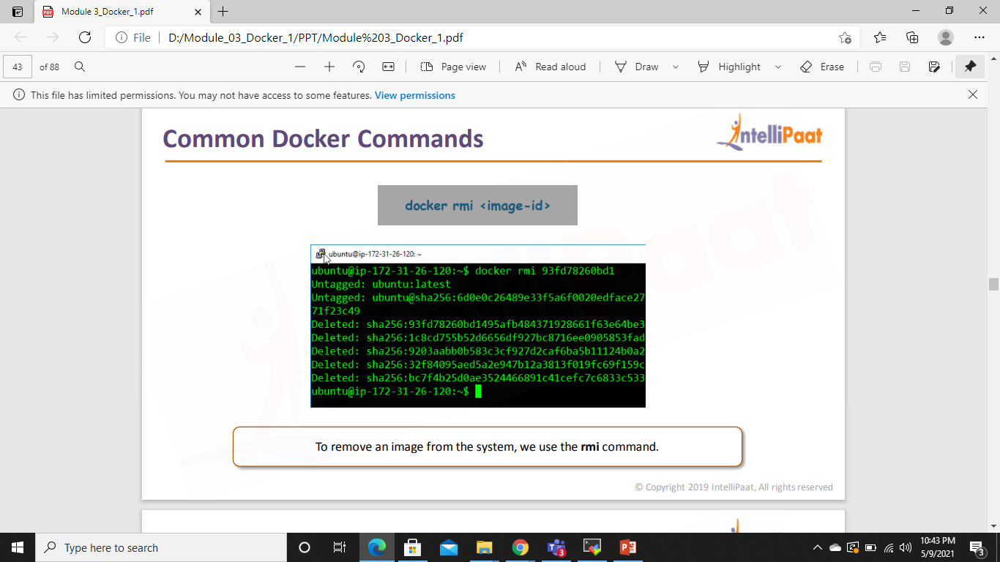 Module 3_Docker_1.pdf
File
D:/Module_03_Docker_1/PPT/Module%203_Docker_1.pdf
43 of 88
Page view
Read aloud
Draw
Highlight
Erase
This file has limited permissions. You may not have access to some features. View permissions
Common Docker Commands
IntelliPaat
docker rmi <image-id>
ubuntu@ip-172-31-26-120: ~
ubuntu@ip-172-31-26-120:~$ docker rmi 93fd78260bd1
Untagged: ubuntu:latest
Untagged: ubuntu@sha256:6d0e0c26489e33f5a6f0020edface27
71f23c49
Deleted: sha256:93fd78260bd1495afb484371928661f63e64be3
Deleted: sha256:1c8cd755b52d6656df927bc8716ee0905853fad
Deleted: sha256:9203aabb0b583c3cf927d2caf6ba5b11124b0a2
Deleted: sha256:32f84095aed5a2e947b12a3813f019fc69f159c
Deleted: sha256:bc7f4b25d0ae3524466891c41cefc7c6833c533
ubuntu@ip-172-31-26-120:~$
To remove an image from the system, we use the rmi command.
© Copyright 2019 IntelliPaat, All rights reserved
Type here to search
3
10:43 PM
5/9/2021
3